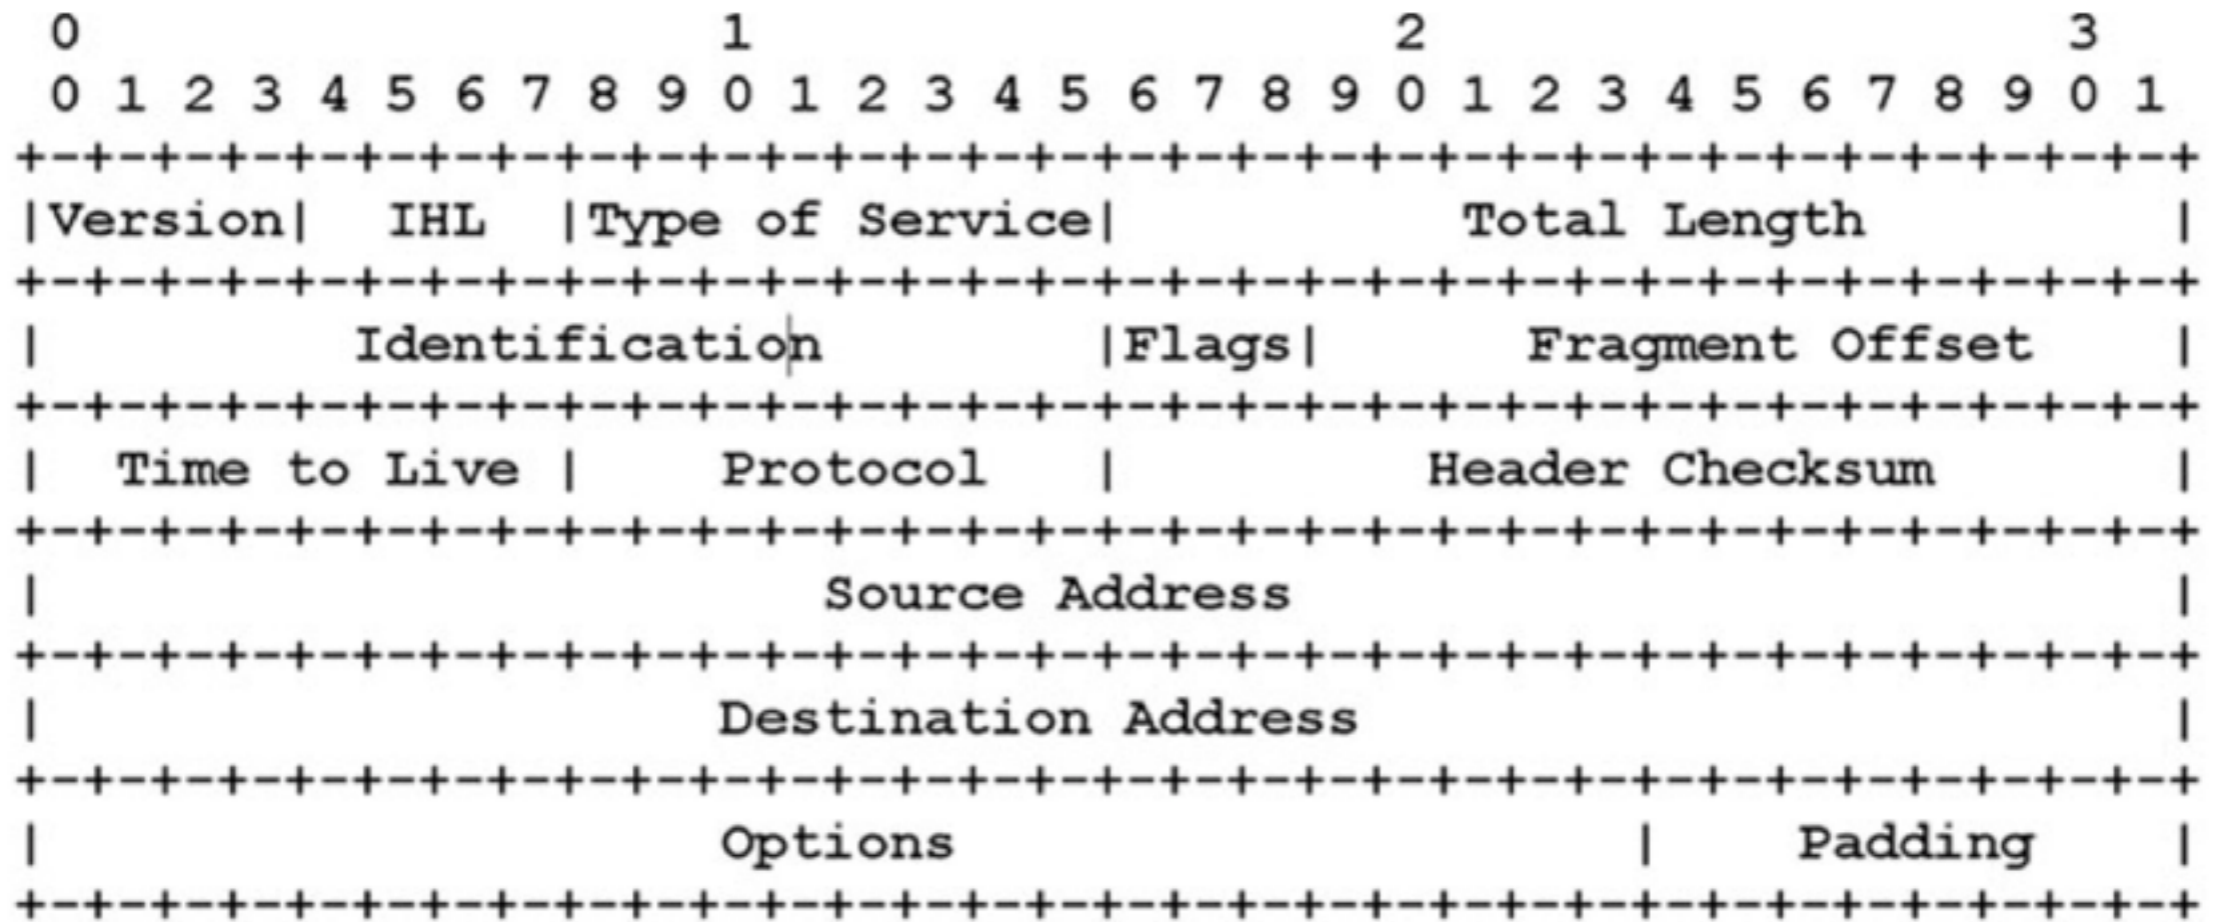 0                   1                   2                   3
0 1 2 3 4 5 6 7 8 9 0 1 2 3 4 5 6 7 8 9 0 1 2 3 4 5 6 7 8 9 0 1
+-+-+-+-+-+-+-+-+-+-+-+-+-+-+-+-+-+-+-+-+-+-+-+-+-+-+-+-+-+-+-+-+
|Version|  IHL  |Type of Service|          Total Length         |
+-+-+-+-+-+-+-+-+-+-+-+-+-+-+-+-+-+-+-+-+-+-+-+-+-+-+-+-+-+-+-+-+
|         Identification        |Flags|      Fragment Offset    |
+-+-+-+-+-+-+-+-+-+-+-+-+-+-+-+-+-+-+-+-+-+-+-+-+-+-+-+-+-+-+-+-+
|  Time to Live |    Protocol   |         Header Checksum       |
+-+-+-+-+-+-+-+-+-+-+-+-+-+-+-+-+-+-+-+-+-+-+-+-+-+-+-+-+-+-+-+-+
|                       Source Address                          |
+-+-+-+-+-+-+-+-+-+-+-+-+-+-+-+-+-+-+-+-+-+-+-+-+-+-+-+-+-+-+-+-+
|                    Destination Address                        |
+-+-+-+-+-+-+-+-+-+-+-+-+-+-+-+-+-+-+-+-+-+-+-+-+-+-+-+-+-+-+-+-+
|                    Options                    |    Padding    |
+-+-+-+-+-+-+-+-+-+-+-+-+-+-+-+-+-+-+-+-+-+-+-+-+-+-+-+-+-+-+-+-+